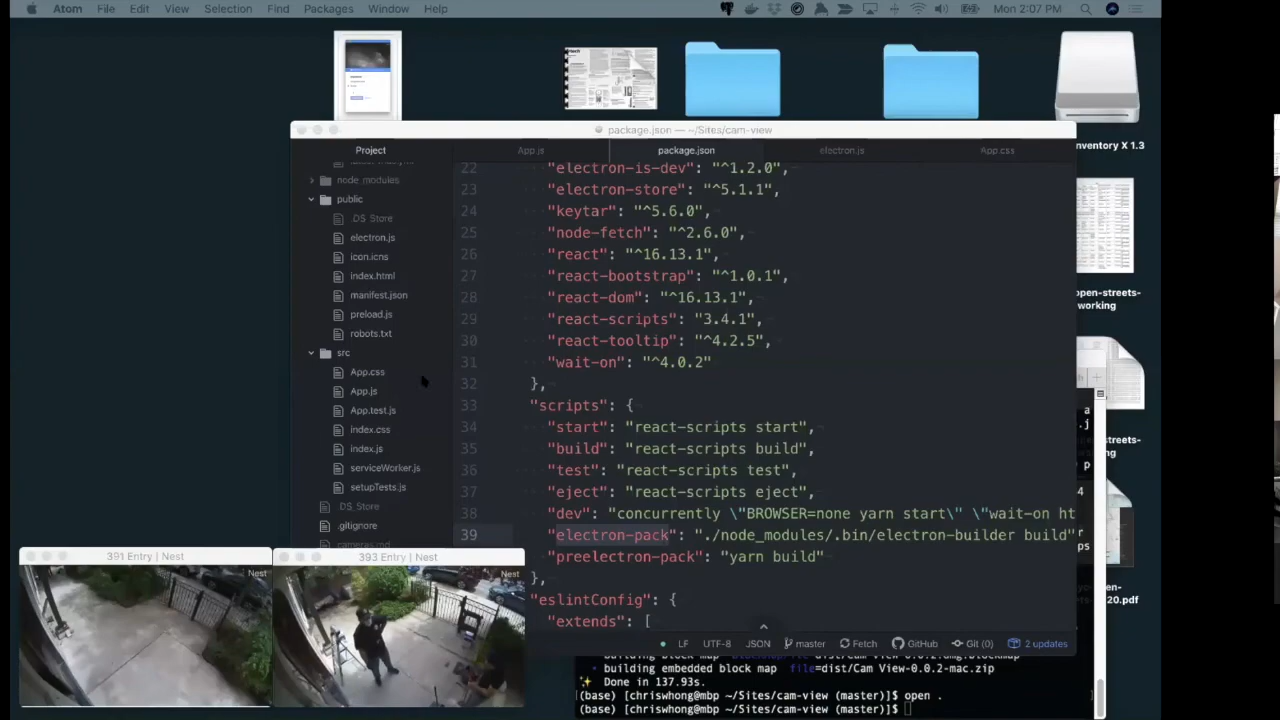 Atom File Edit View Selection Find Packages Window Help Mon 2:07 PM
package.json — ~/Sites/cam-view
Project App.js package.json electron.js App.css
node_modules
public
.DS_Store
electron.js
icon.icns
index.html
manifest.json
preload.js
robots.txt
src
App.css
App.js
App.test.js
index.css
index.js
serviceWorker.js
setupTests.js
DS_Store
.gitignore
cameras.md
22 "electron-is-dev": "^1.2.0",
23 "electron-store": "^5.1.1",
24 "keytar": "^5.6.0",
25 "node-fetch": "^2.6.0",
26 "react": "^16.13.1",
27 "react-bootstrap": "^1.0.1",
28 "react-dom": "^16.13.1",
29 "react-scripts": "3.4.1",
30 "react-tooltip": "^4.2.5",
31 "wait-on": "^4.0.2"
32 },
33 "scripts": {
34 "start": "react-scripts start",
35 "build": "react-scripts build",
36 "test": "react-scripts test",
37 "eject": "react-scripts eject",
38 "dev": "concurrently \"BROWSER=none yarn start\" \"wait-on ht
39 "electron-pack": "./node_modules/.bin/electron-builder build"
"preelectron-pack": "yarn build"
},
"eslintConfig": {
"extends": [
LF UTF-8 JSON master Fetch GitHub Git (0) 2 updates
nventory X 1.3
open-streets-
working
a
.j
p
4
rms
ps
20.pdf
391 Entry | Nest
Nest
393 Entry | Nest
Nest
• building embedded block map file=dist/Cam View-0.0.2-mac.zip
✨ Done in 137.93s.
(base) [chriswhong@mbp ~/Sites/cam-view (master)]$ open .
(base) [chriswhong@mbp ~/Sites/cam-view (master)]$